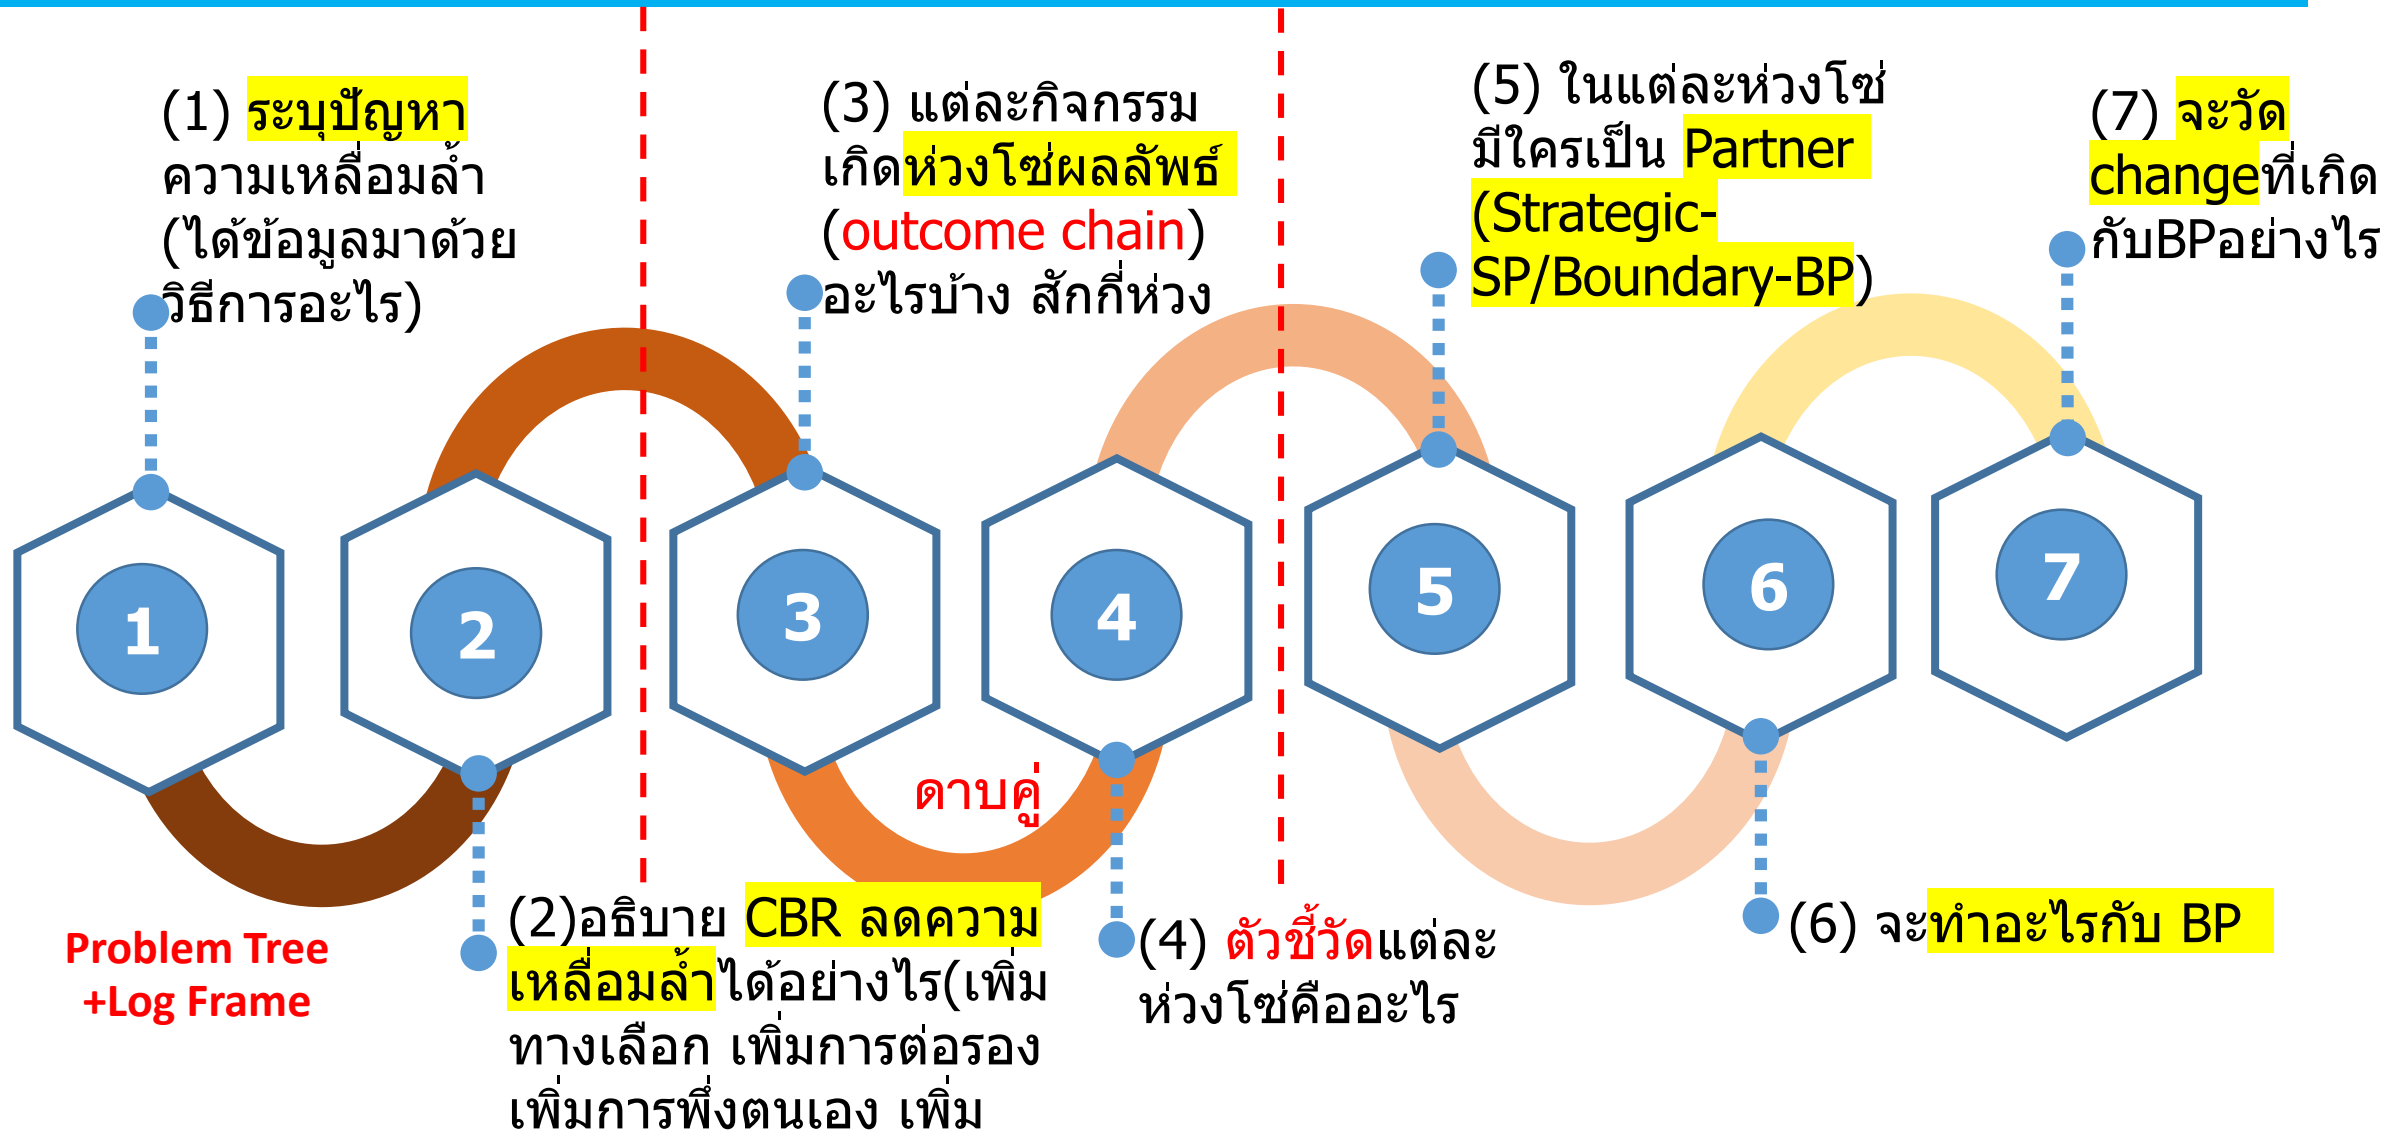 (1) ระบุปัญหา
ความเหลื่อมล้ำ
(ได้ข้อมูลมาด้วย
วิธีการอะไร)
(3) แต่ละกิจกรรม
เกิดห่วงโซ่ผลลัพธ์
(outcome chain)
อะไรบ้าง สักกี่ห่วง
(5) ในแต่ละห่วงโซ่
มีใครเป็น Partner
(Strategic-
SP/Boundary-BP)
(7) จะวัด
changeที่เกิด
กับBPอย่างไร
1
2
3
4
5
6
7
ดาบคู่
Problem Tree
+Log Frame
(2)อธิบาย CBR ลดความ
เหลื่อมล้ำได้อย่างไร(เพิ่ม
ทางเลือก เพิ่มการต่อรอง
เพิ่มการพึ่งตนเอง เพิ่ม
(4) ตัวชี้วัดแต่ละ
ห่วงโซ่คืออะไร
(6) จะทำอะไรกับ BP